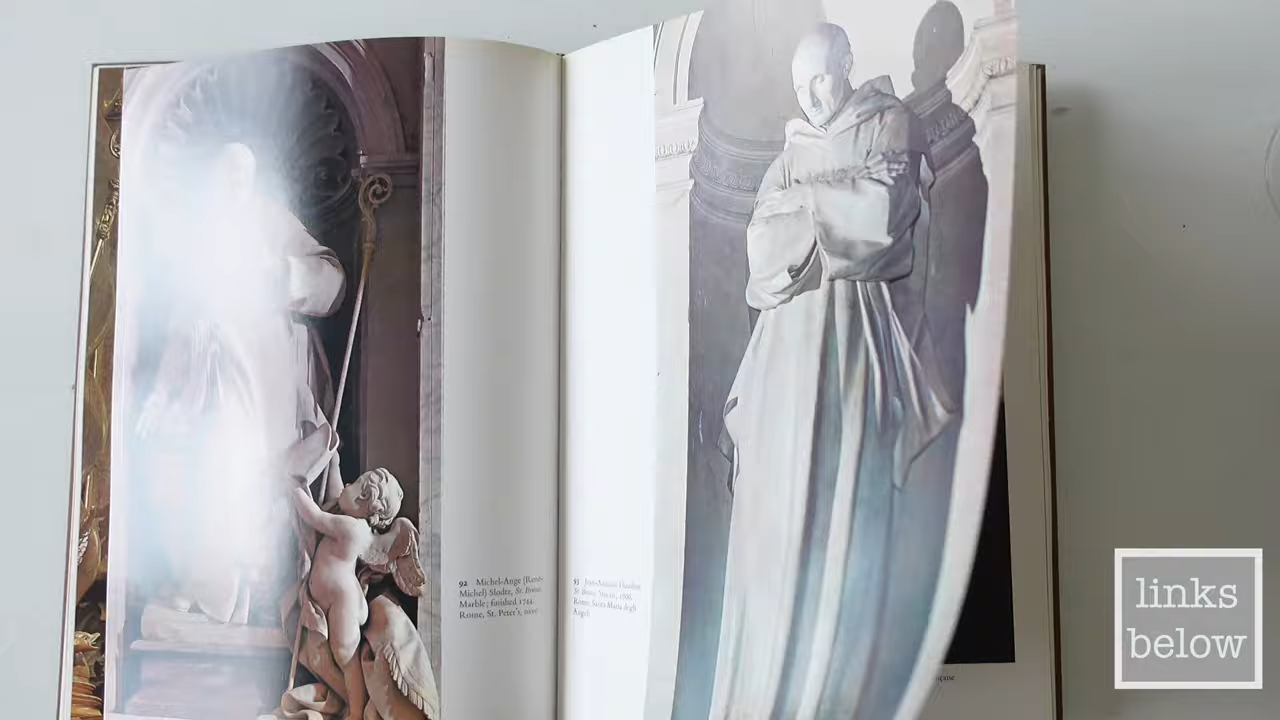 92 Michel-Ange (René-
Michel) Slodtz, St. Bruno.
Marble; finished 1744.
Rome, St. Peter's, nave
93 Jean-Antoine Houdon
St. Bruno. Stucco, 1766.
Rome, Santa Maria degli
Angeli
links
below